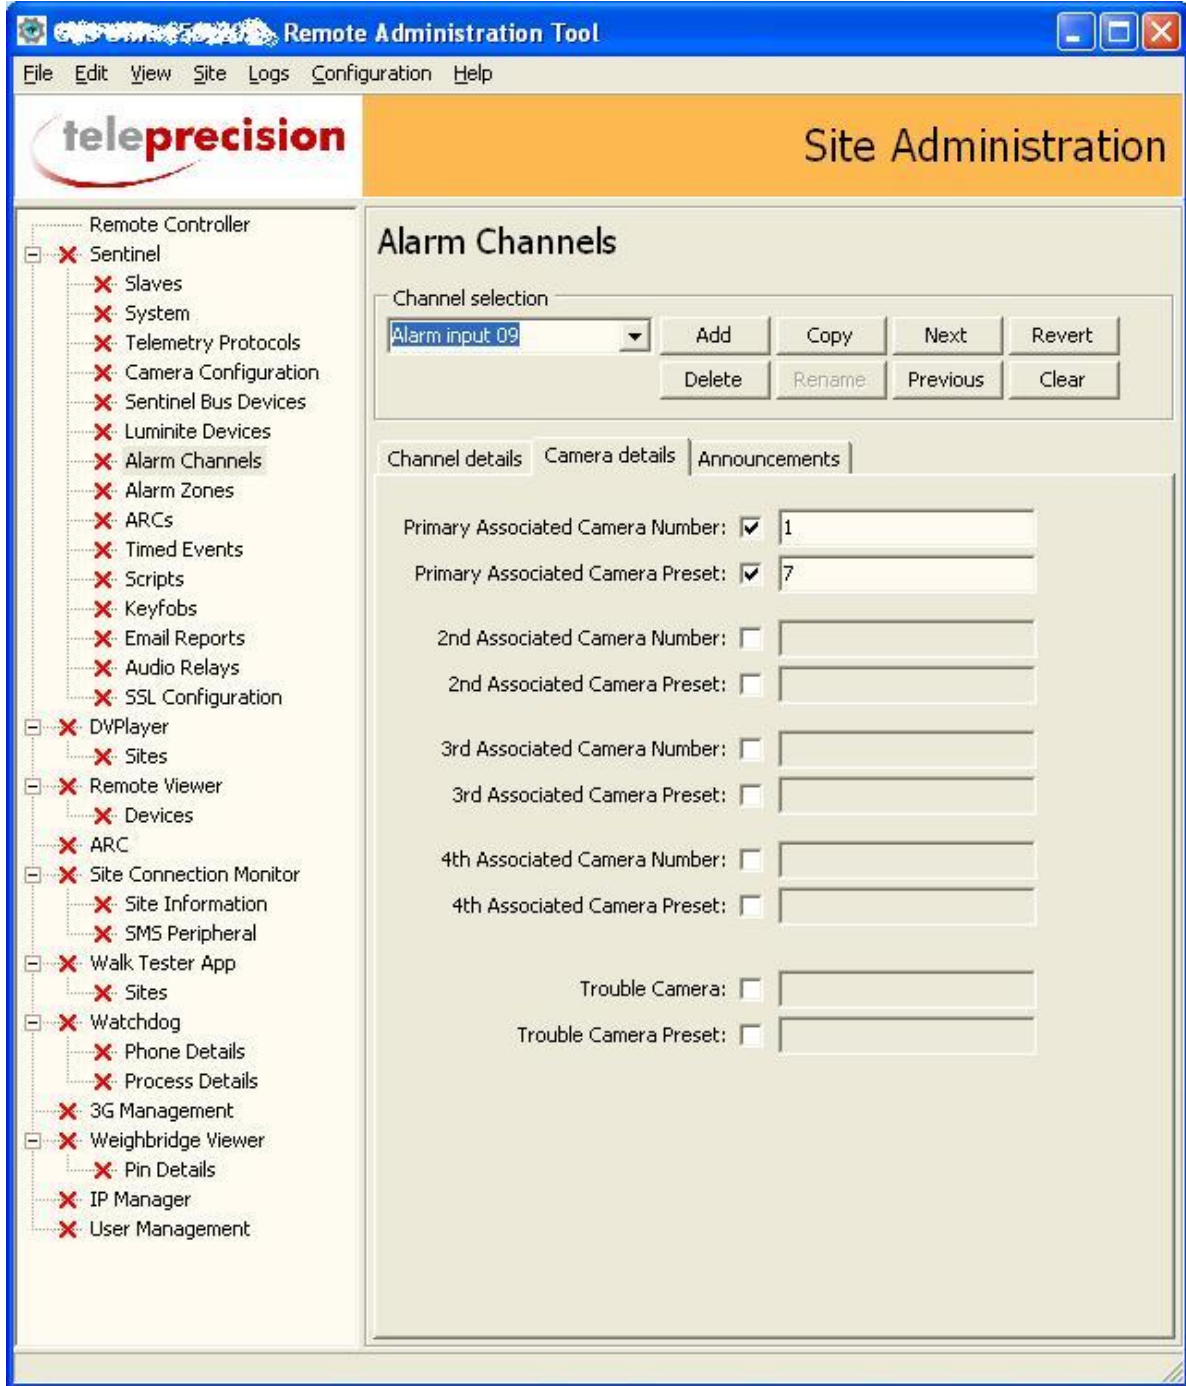 Remote Administration Tool
File Edit View Site Logs Configuration Help
teleprecision
Site Administration
Remote Controller
Sentinel
Slaves
System
Telemetry Protocols
Camera Configuration
Sentinel Bus Devices
Luminite Devices
Alarm Channels
Alarm Zones
ARCs
Timed Events
Scripts
Keyfobs
Email Reports
Audio Relays
SSL Configuration
DVPlayer
Sites
Remote Viewer
Devices
ARC
Site Connection Monitor
Site Information
SMS Peripheral
Walk Tester App
Sites
Watchdog
Phone Details
Process Details
3G Management
Weighbridge Viewer
Pin Details
IP Manager
User Management
Alarm Channels
Channel selection
Alarm input 09 Add Copy Next Revert
Delete Rename Previous Clear
Channel details Camera details Announcements
Primary Associated Camera Number: 1
Primary Associated Camera Preset: 7
2nd Associated Camera Number:
2nd Associated Camera Preset:
3rd Associated Camera Number:
3rd Associated Camera Preset:
4th Associated Camera Number:
4th Associated Camera Preset:
Trouble Camera:
Trouble Camera Preset: